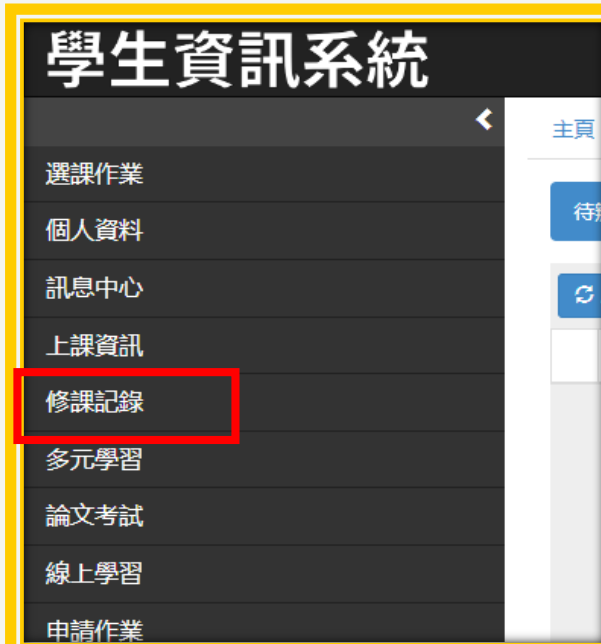 學生資訊系統
主頁
選課作業
待
個人資料
訊息中心
上課資訊
修課記錄
多元學習
論文考試
線上學習
申請作業